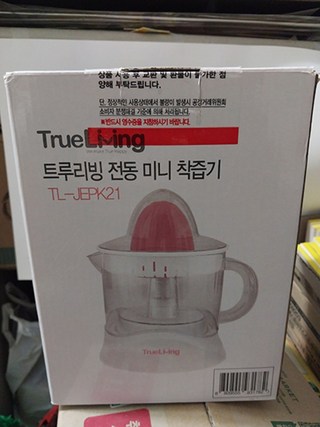 상품 사용 후 교환 및 환불이 불가한 점
양해 부탁드립니다.
단, 정상적인 사용상태에서 불량이 발생시 공정거래위원회
소비자 분쟁해결 기준에 의해 처리됩니다.
※반드시 영수증을 지참하시기 바랍니다.
TrueLiving
트루리빙 전동 미니 착즙기
TL-JEPK21
TrueLiving